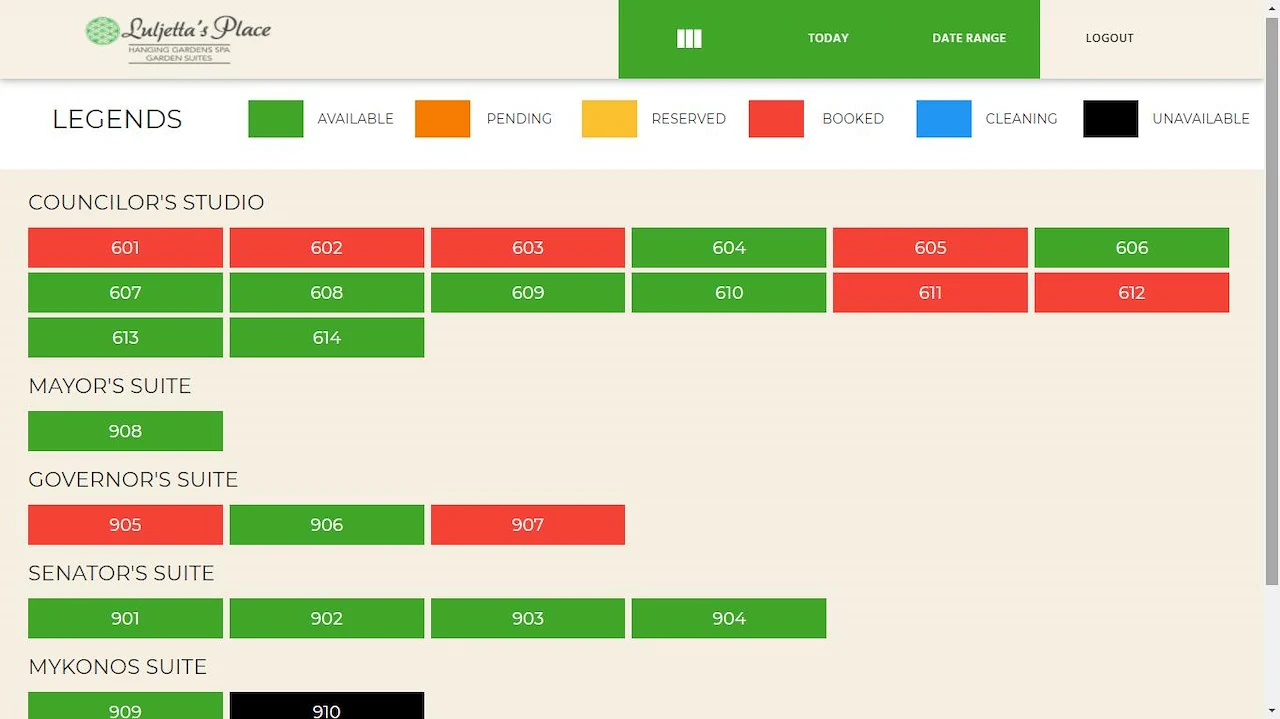 Luljetta's Place
HANGING GARDENS SPA
GARDEN SUITES
TODAY
DATE RANGE
LOGOUT
LEGENDS
AVAILABLE
PENDING
RESERVED
BOOKED
CLEANING
UNAVAILABLE
COUNCILOR'S STUDIO
601 602 603 604 605 606
607 608 609 610 611 612
613 614
MAYOR'S SUITE
908
GOVERNOR'S SUITE
905 906 907
SENATOR'S SUITE
901 902 903 904
MYKONOS SUITE
909 910